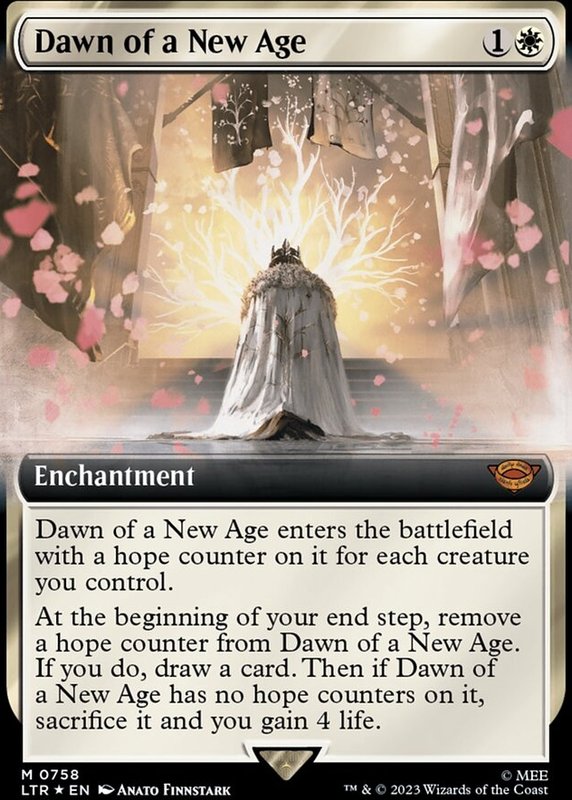 Dawn of a New Age 1
Enchantment
Dawn of a New Age enters the battlefield
with a hope counter on it for each creature
you control.
At the beginning of your end step, remove
a hope counter from Dawn of a New Age.
If you do, draw a card. Then if Dawn of
a New Age has no hope counters on it,
sacrifice it and you gain 4 life.
M 0758
© MEE
LTR ★ EN Anato Finnstark
™ & © 2023 Wizards of the Coast